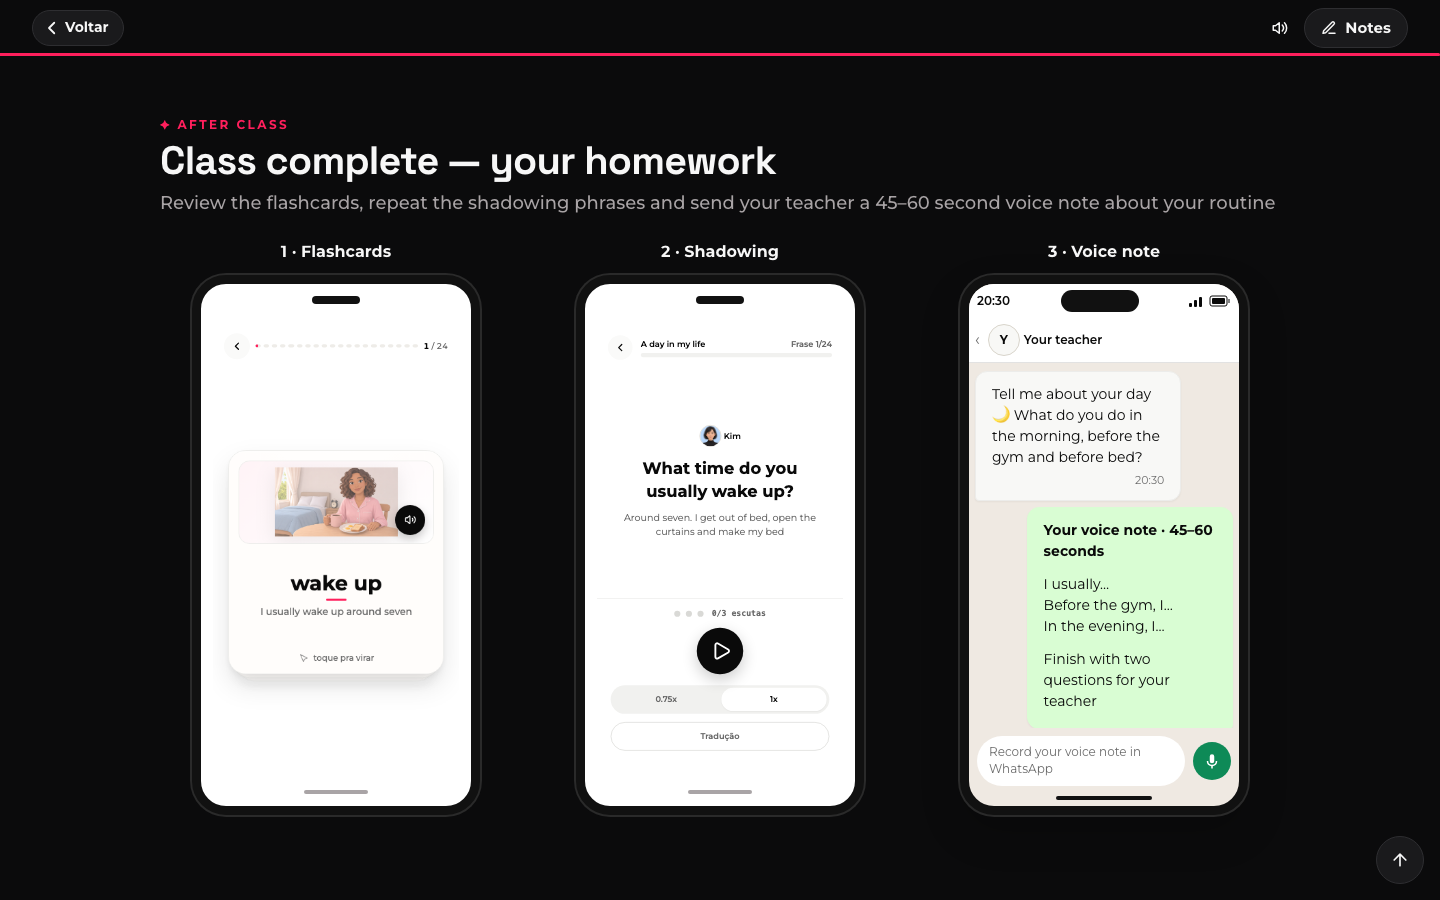 Voltar
Notes
AFTER CLASS
Class complete — your homework
Review the flashcards, repeat the shadowing phrases and send your teacher a 45–60 second voice note about your routine
1 · Flashcards
1 / 24
wake up
I usually wake up around seven
toque pra virar
2 · Shadowing
A day in my life
Frase 1/24
Kim
What time do you
usually wake up?
Around seven. I get out of bed, open the
curtains and make my bed
0/3 escutas
0.75x
1x
Tradução
3 · Voice note
20:30
Y
Your teacher
Tell me about your day
🌙 What do you do in
the morning, before the
gym and before bed?
20:30
Your voice note · 45–60
seconds
I usually...
Before the gym, I...
In the evening, I...
Finish with two
questions for your
teacher
Record your voice note in
WhatsApp